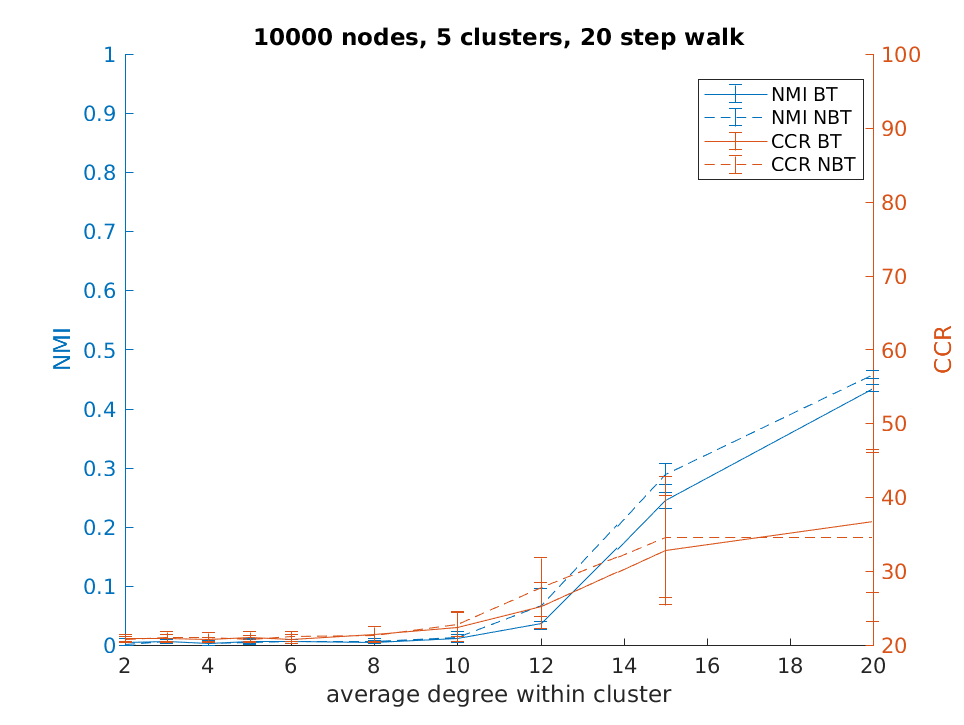 10000 nodes, 5 clusters, 20 step walk
1
0.9
0.8
0.7
0.6
0.5
0.4
0.3
0.2
0.1
0
NMI
100
90
80
70
60
50
40
30
20
CCR
NMI BT
NMI NBT
CCR BT
CCR NBT
2 4 6 8 10 12 14 16 18 20
average degree within cluster